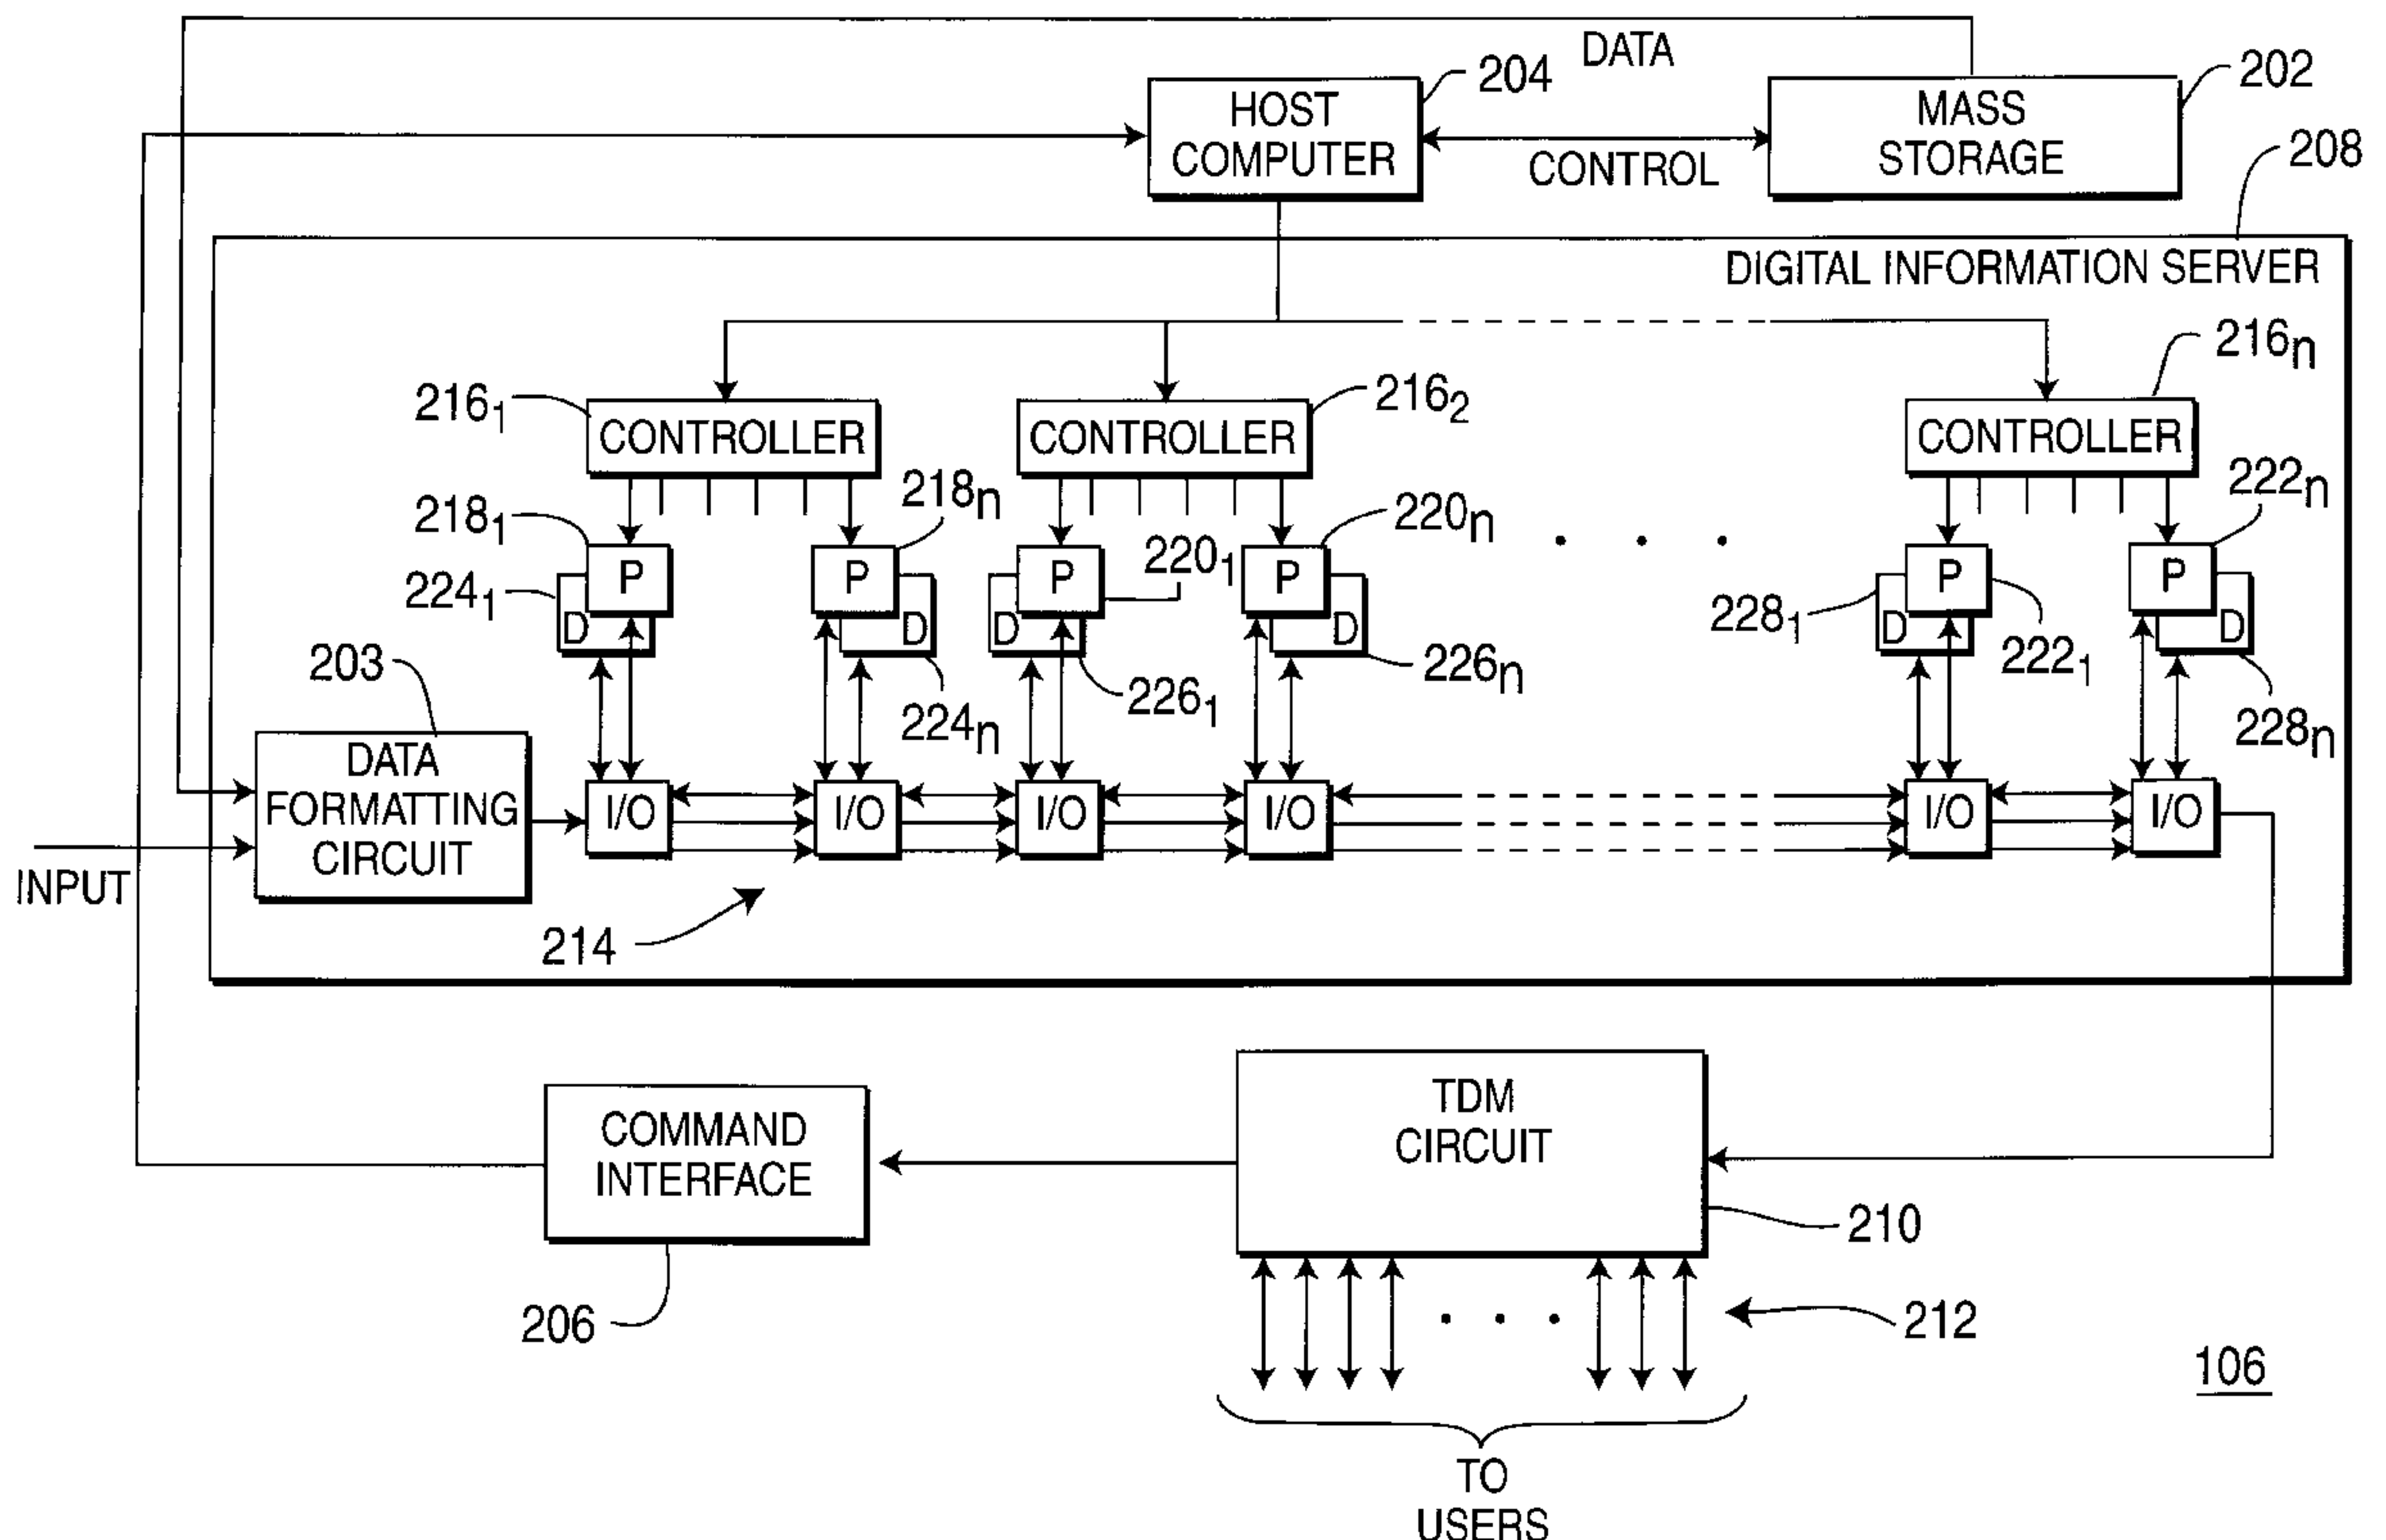 DATA
204
202
HOST
COMPUTER
MASS
STORAGE
CONTROL
208
DIGITAL INFORMATION SERVER
216n
216₁
CONTROLLER
CONTROLLER
216₂
CONTROLLER
218₁
218n
220n
222n
P
P
P
220₁
P
P
P
224₁
D
D
D
D
228₁
D
D
222₁
203
224n
226₁
226n
228n
DATA
FORMATTING
CIRCUIT
I/O
I/O
I/O
I/O
I/O
I/O
INPUT
214
COMMAND
INTERFACE
TDM
CIRCUIT
210
206
212
106
TO
USERS